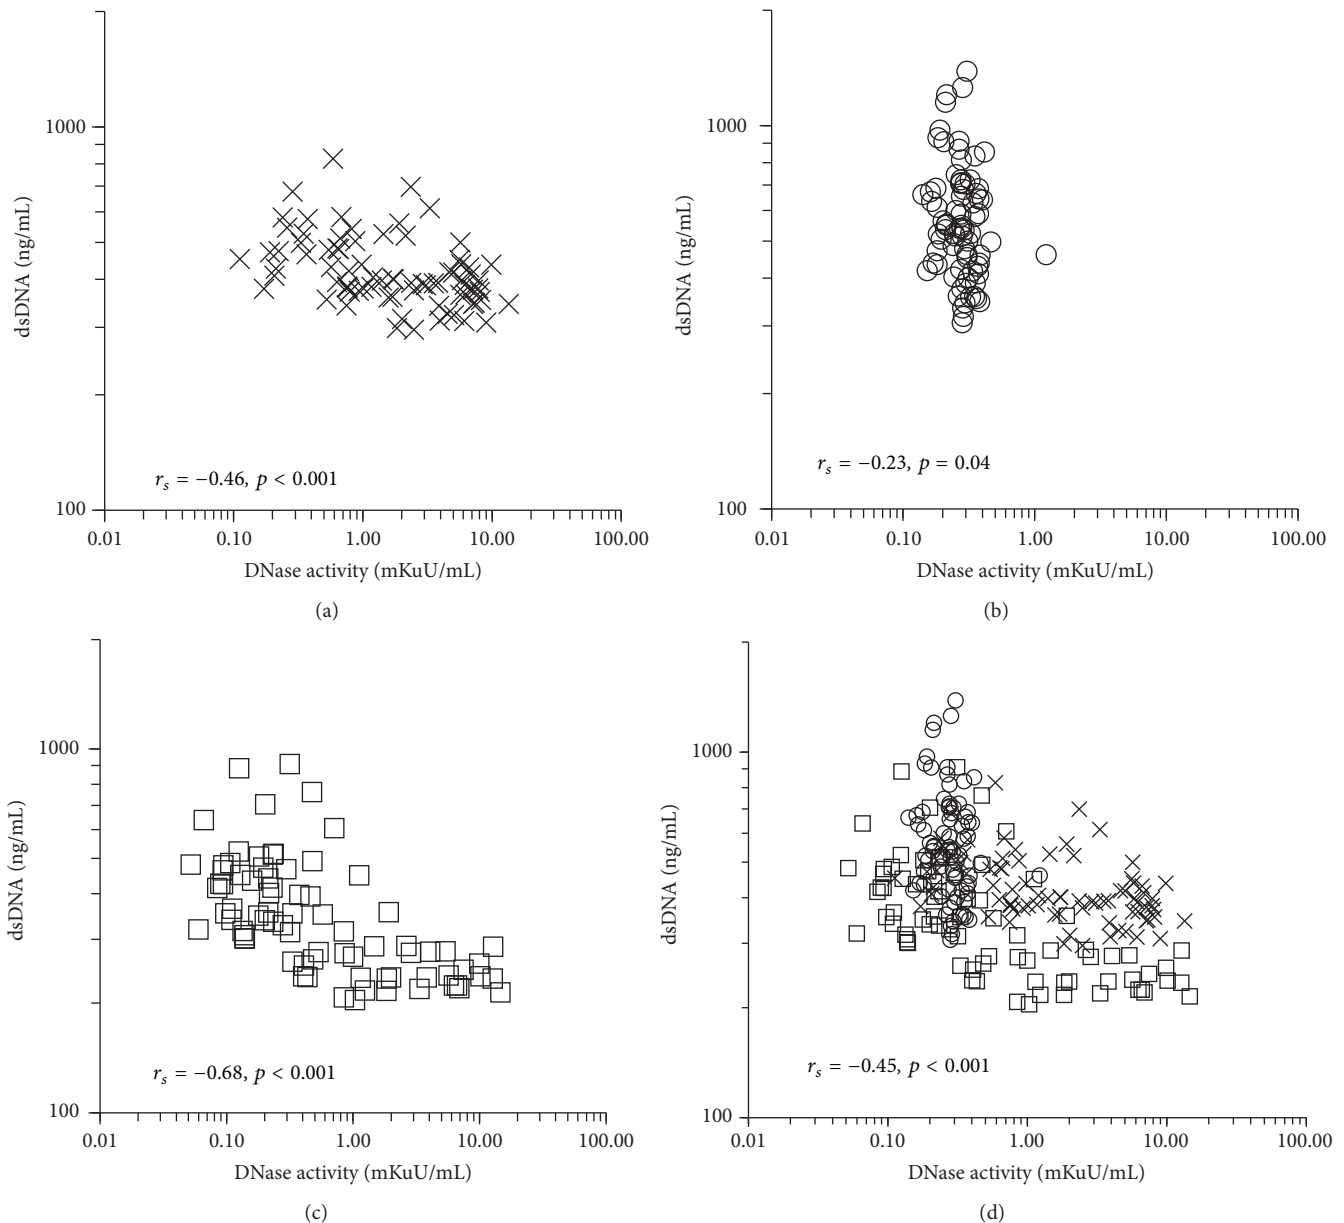 1000
dsDNA (ng/mL)
r_s = −0.46, p < 0.001
100
0.01 0.10 1.00 10.00 100.00
DNase activity (mKuU/mL)
(a)
1000
dsDNA (ng/mL)
r_s = −0.23, p = 0.04
100
0.01 0.10 1.00 10.00 100.00
DNase activity (mKuU/mL)
(b)
1000
dsDNA (ng/mL)
r_s = −0.68, p < 0.001
100
0.01 0.10 1.00 10.00 100.00
DNase activity (mKuU/mL)
(c)
1000
dsDNA (ng/mL)
r_s = −0.45, p < 0.001
100
0.01 0.10 1.00 10.00 100.00
DNase activity (mKuU/mL)
(d)